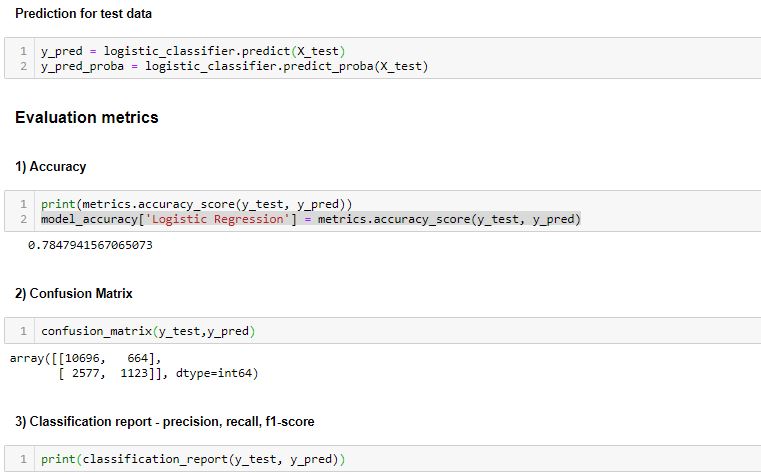 Prediction for test data
1 y_pred = logistic_classifier.predict(X_test)
2 y_pred_proba = logistic_classifier.predict_proba(X_test)
Evaluation metrics
1) Accuracy
1 print(metrics.accuracy_score(y_test, y_pred))
2 model_accuracy['Logistic Regression'] = metrics.accuracy_score(y_test, y_pred)
0.7847941567065073
2) Confusion Matrix
1 confusion_matrix(y_test,y_pred)
array([[10696,   664],
       [ 2577,  1123]], dtype=int64)
3) Classification report - precision, recall, f1-score
1 print(classification_report(y_test, y_pred))